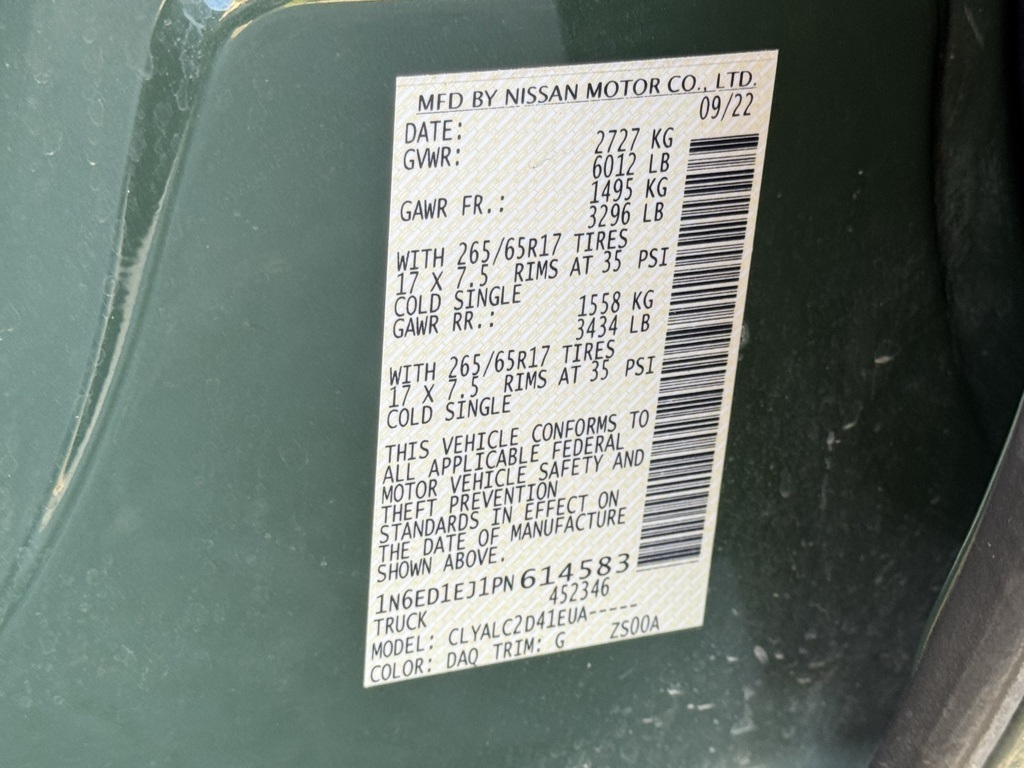 MFD BY NISSAN MOTOR CO., LTD.
DATE: 09/22
GVWR: 2727 KG
6012 LB
GAWR FR.: 1495 KG
3296 LB
WITH 265/65R17 TIRES
17 X 7.5 RIMS AT 35 PSI
COLD SINGLE
GAWR RR.: 1558 KG
3434 LB
WITH 265/65R17 TIRES
17 X 7.5 RIMS AT 35 PSI
COLD SINGLE
THIS VEHICLE CONFORMS TO
ALL APPLICABLE FEDERAL
MOTOR VEHICLE SAFETY AND
THEFT PREVENTION
STANDARDS IN EFFECT ON
THE DATE OF MANUFACTURE
SHOWN ABOVE.
1N6ED1EJ1PN614583
TRUCK 452346
MODEL: CLYALC2D41EUA-----
COLOR: DAQ TRIM: G ZS00A